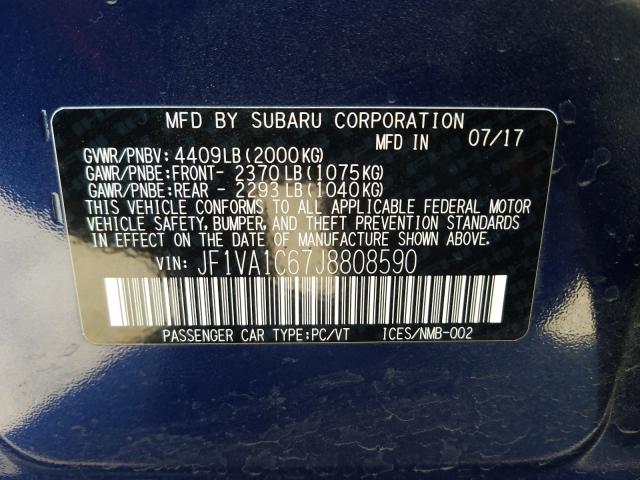 MFD BY SUBARU CORPORATION
MFD IN 07/17
GVWR/PNBV: 4409LB(2000KG)
GAWR/PNBE:FRONT- 2370LB(1075KG)
GAWR/PNBE:REAR - 2293LB(1040KG)
THIS VEHICLE CONFORMS TO ALL APPLICABLE FEDERAL MOTOR
VEHICLE SAFETY, BUMPER, AND THEFT PREVENTION STANDARDS
IN EFFECT ON THE DATE OF MANUFACTURE SHOWN ABOVE.
VIN: JF1VA1C67J8808590
PASSENGER CAR TYPE:PC/VT ICES/NMB-002